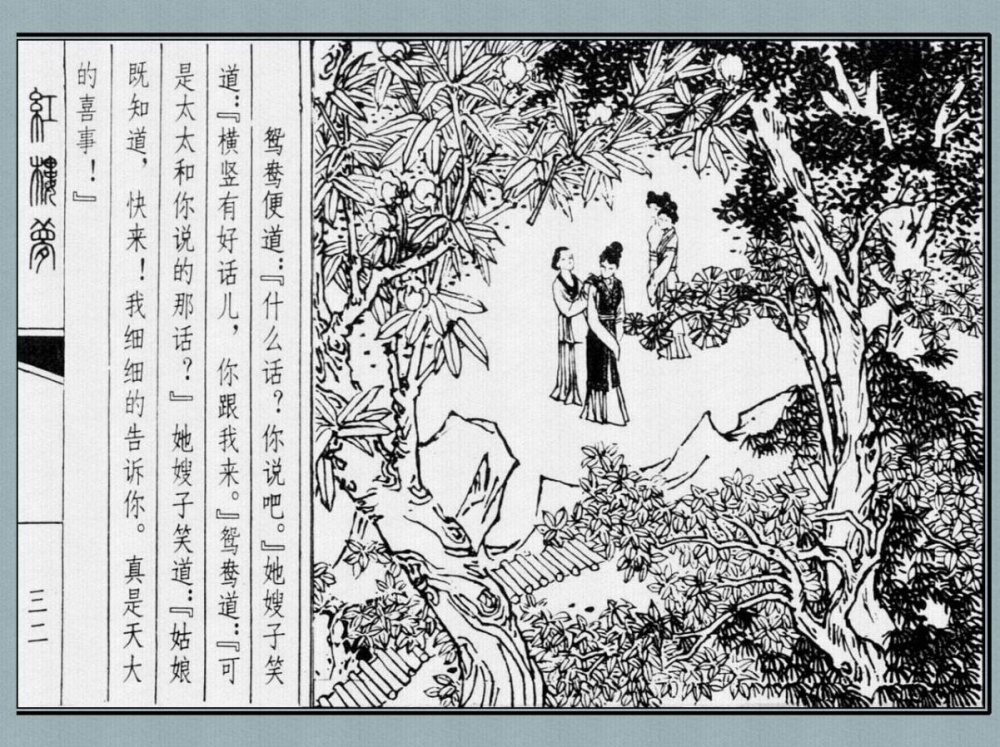 鸳鸯便道：『什么话？你说吧。』她嫂子笑
道：『横竖有好话儿，你跟我来。』鸳鸯道：『可
是太太和你说的那话？』她嫂子笑道：『姑娘
既知道，快来！我细细的告诉你。真是天大
的喜事！』
紅樓夢
三二